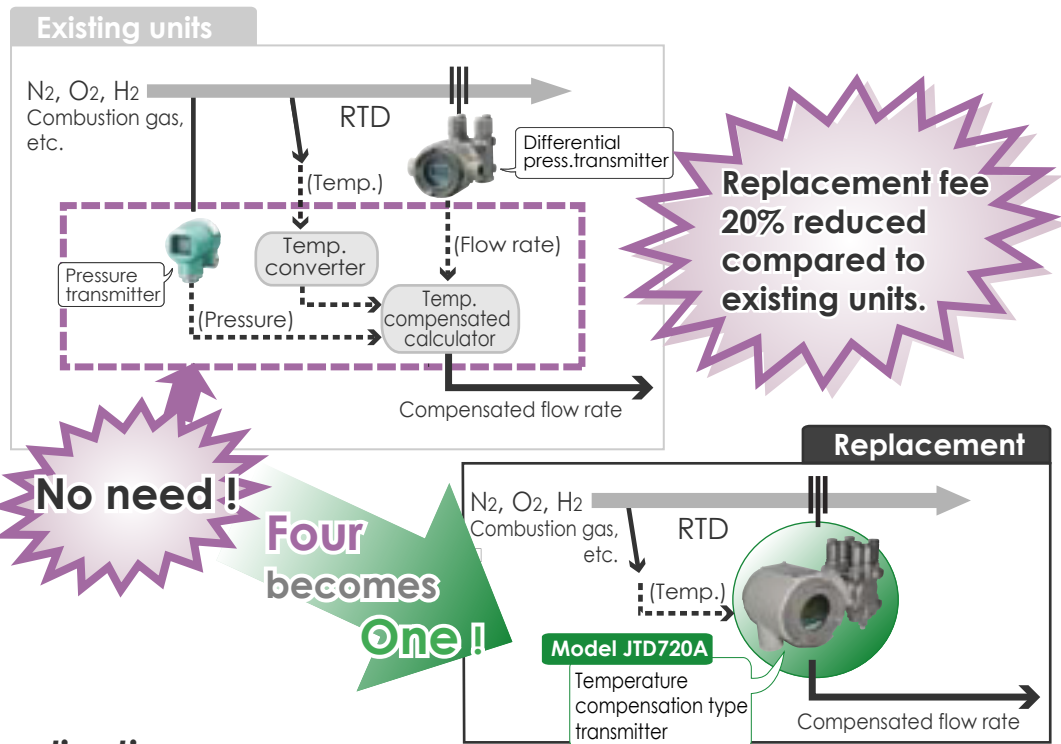 Existing units
N2, O2, H2
Combustion gas,
etc.
RTD
Differential
press.transmitter
(Temp.)
(Flow rate)
Temp.
converter
Pressure
transmitter
(Pressure)
Temp.
compensated
calculator
Compensated flow rate
Replacement fee
20% reduced
compared to
existing units.
No need !
Four
becomes
One !
Replacement
N2, O2, H2
Combustion gas,
etc.
RTD
(Temp.)
Model JTD720A
Temperature
compensation type
transmitter
Compensated flow rate